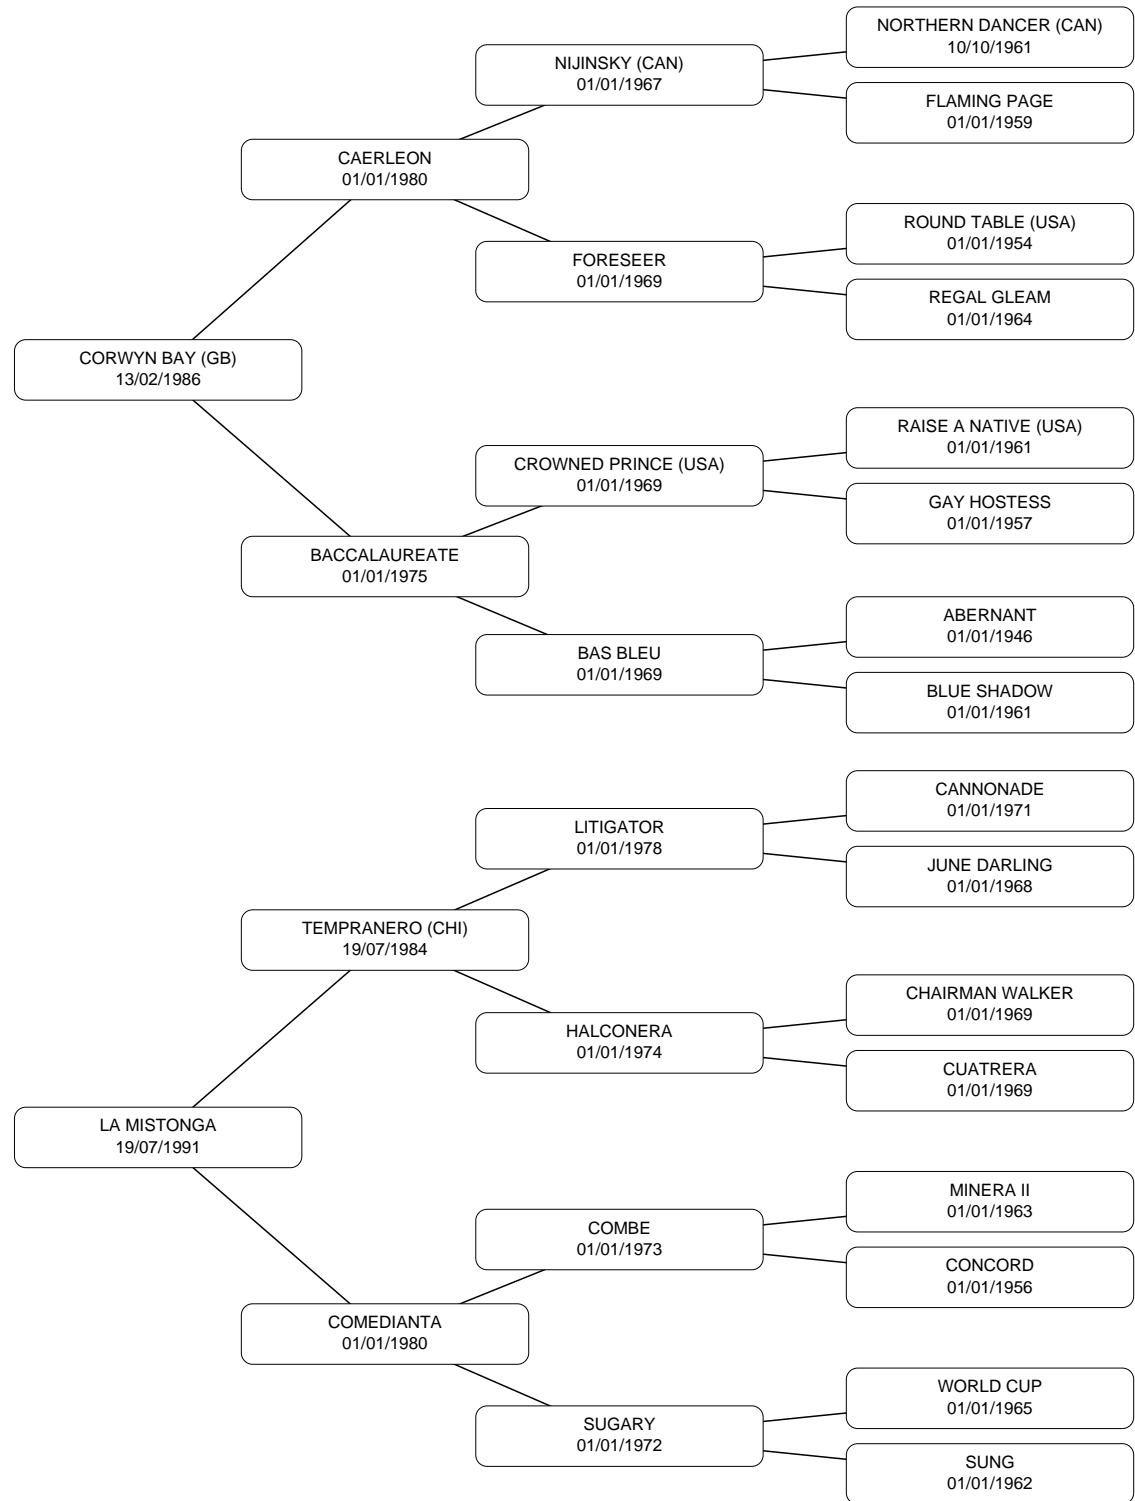 NORTHERN DANCER (CAN)
10/10/1961
NIJINSKY (CAN)
01/01/1967
FLAMING PAGE
01/01/1959
CAERLEON
01/01/1980
ROUND TABLE (USA)
01/01/1954
FORESEER
01/01/1969
REGAL GLEAM
01/01/1964
CORWYN BAY (GB)
13/02/1986
RAISE A NATIVE (USA)
01/01/1961
CROWNED PRINCE (USA)
01/01/1969
GAY HOSTESS
01/01/1957
BACCALAUREATE
01/01/1975
ABERNANT
01/01/1946
BAS BLEU
01/01/1969
BLUE SHADOW
01/01/1961
CANNONADE
01/01/1971
LITIGATOR
01/01/1978
JUNE DARLING
01/01/1968
TEMPRANERO (CHI)
19/07/1984
CHAIRMAN WALKER
01/01/1969
HALCONERA
01/01/1974
CUATRERA
01/01/1969
LA MISTONGA
19/07/1991
MINERA II
01/01/1963
COMBE
01/01/1973
CONCORD
01/01/1956
COMEDIANTA
01/01/1980
WORLD CUP
01/01/1965
SUGARY
01/01/1972
SUNG
01/01/1962